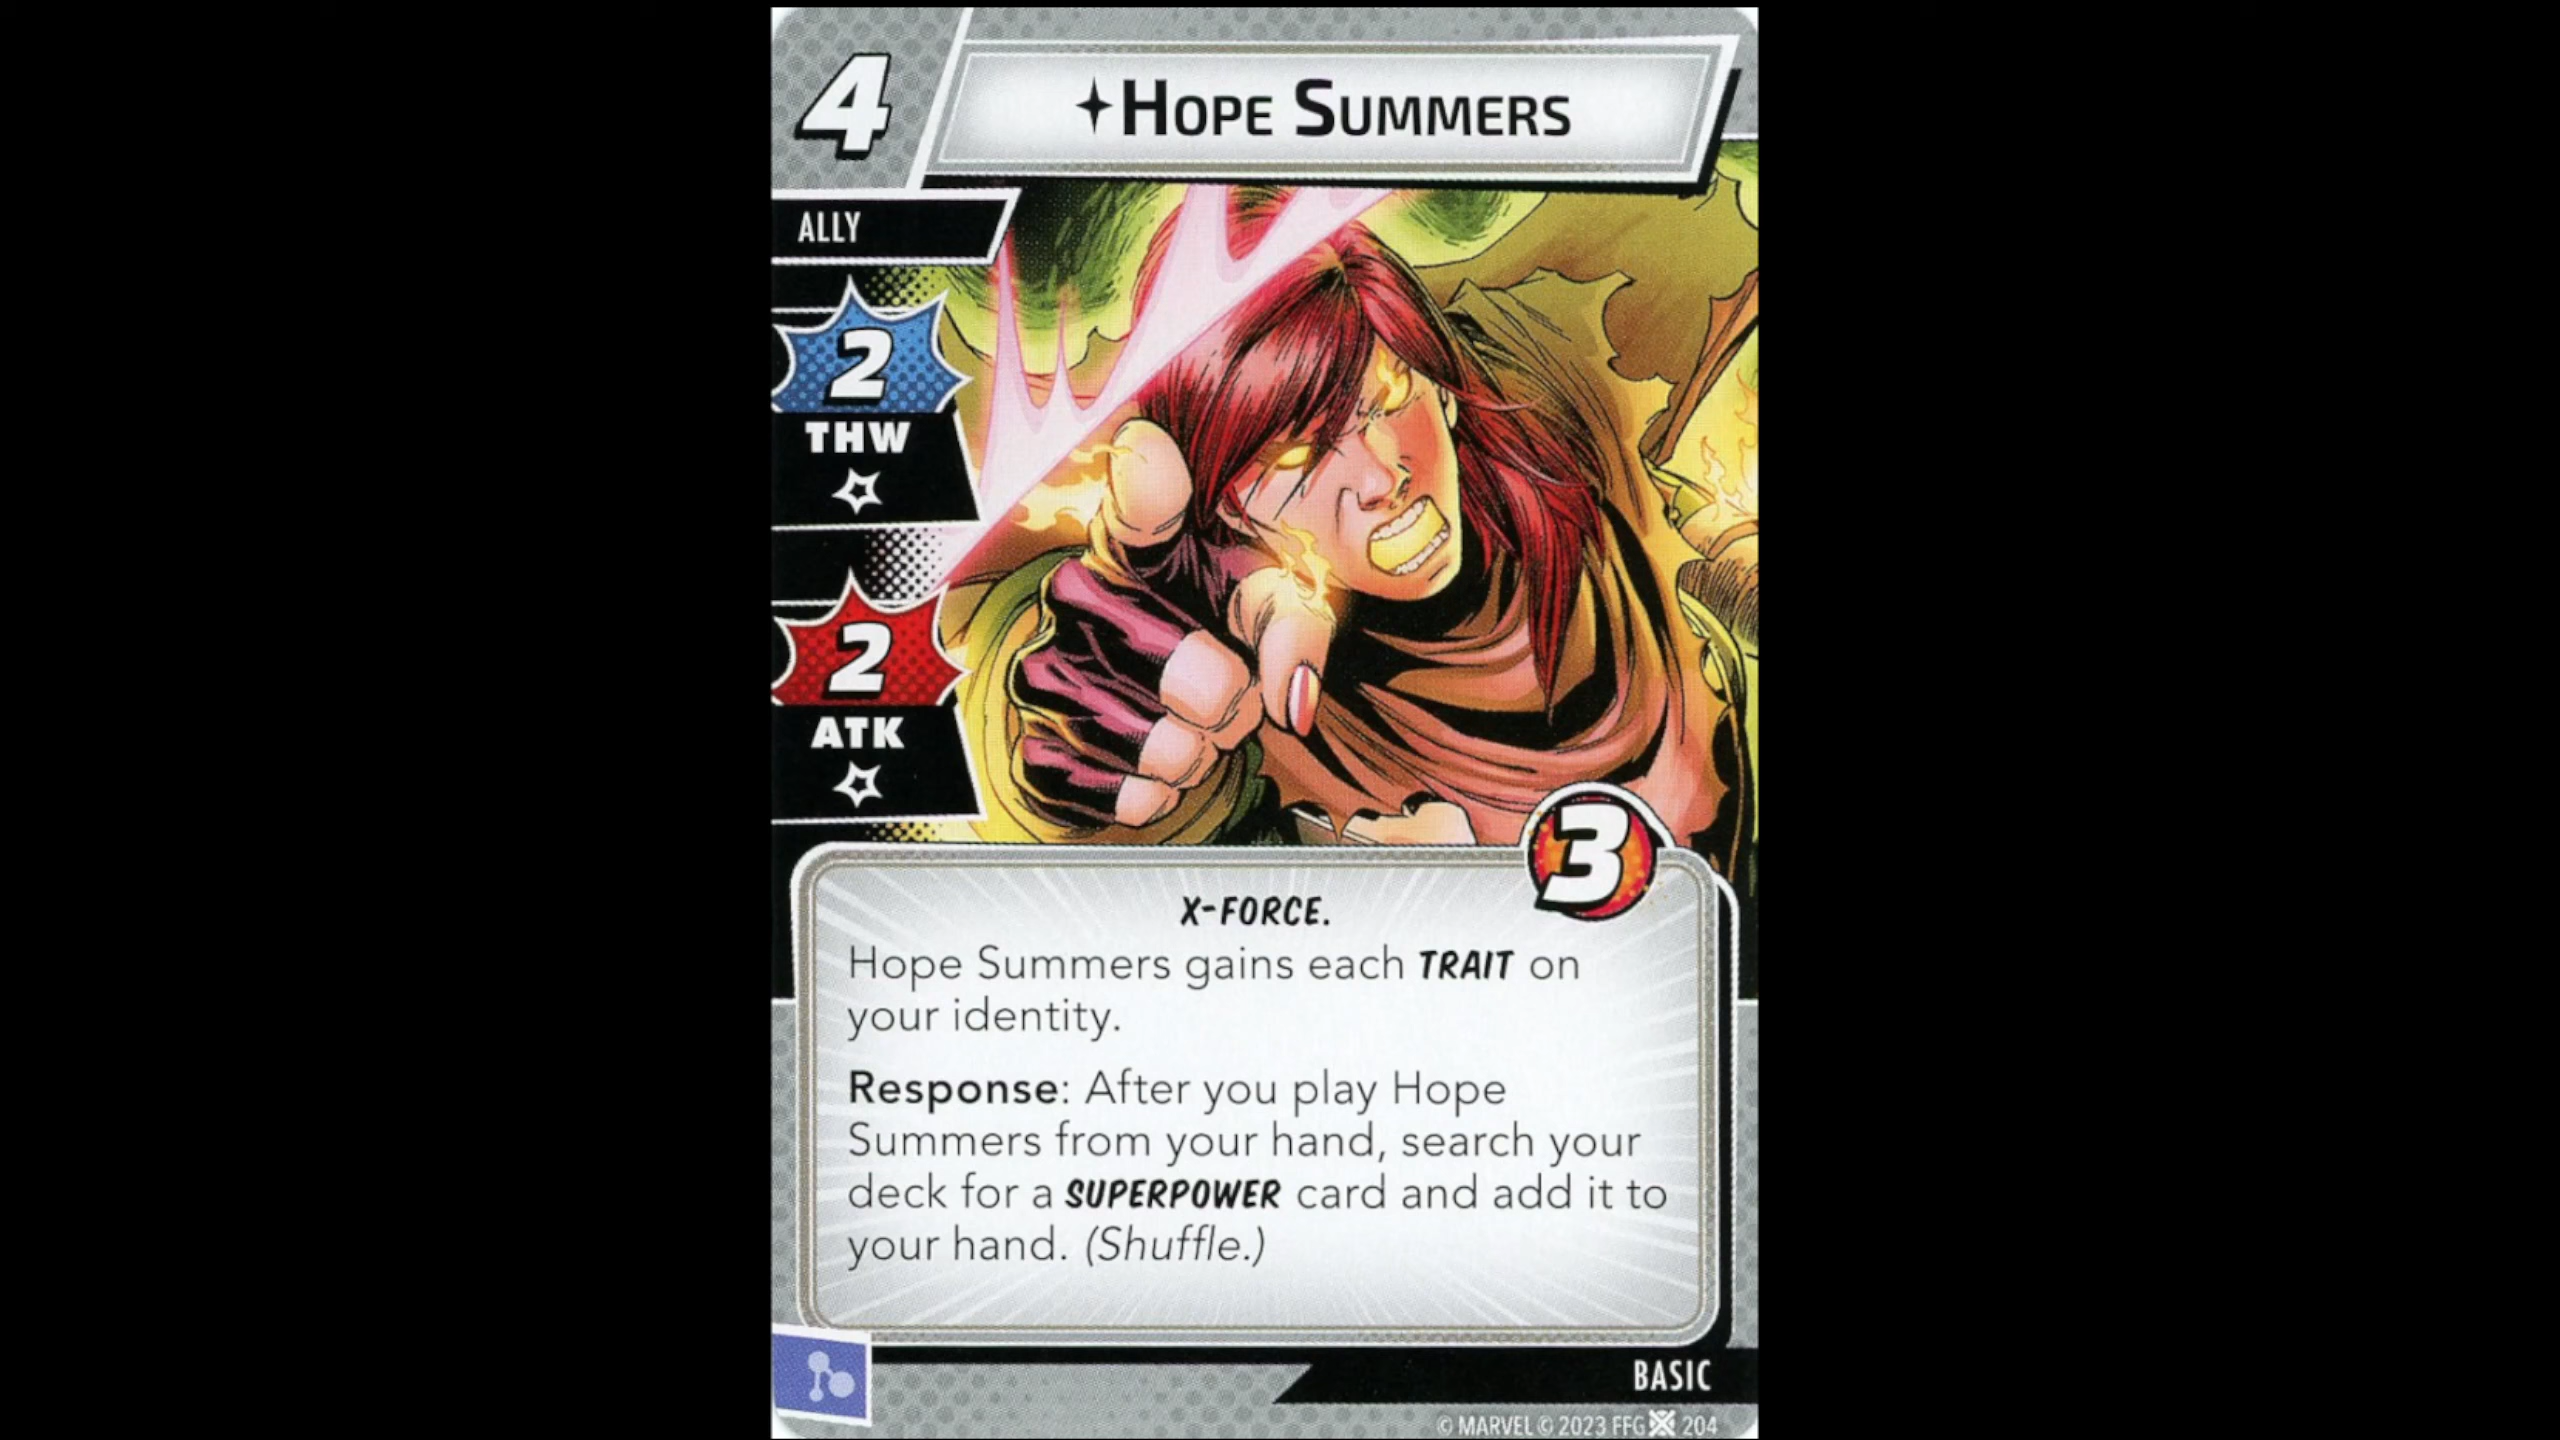 4
HOPE SUMMERS
ALLY
2
THW
2
ATK
3
X-FORCE.
Hope Summers gains each TRAIT on
your identity.
Response: After you play Hope
Summers from your hand, search your
deck for a SUPERPOWER card and add it to
your hand. (Shuffle.)
BASIC
© MARVEL © 2023 FFG 204